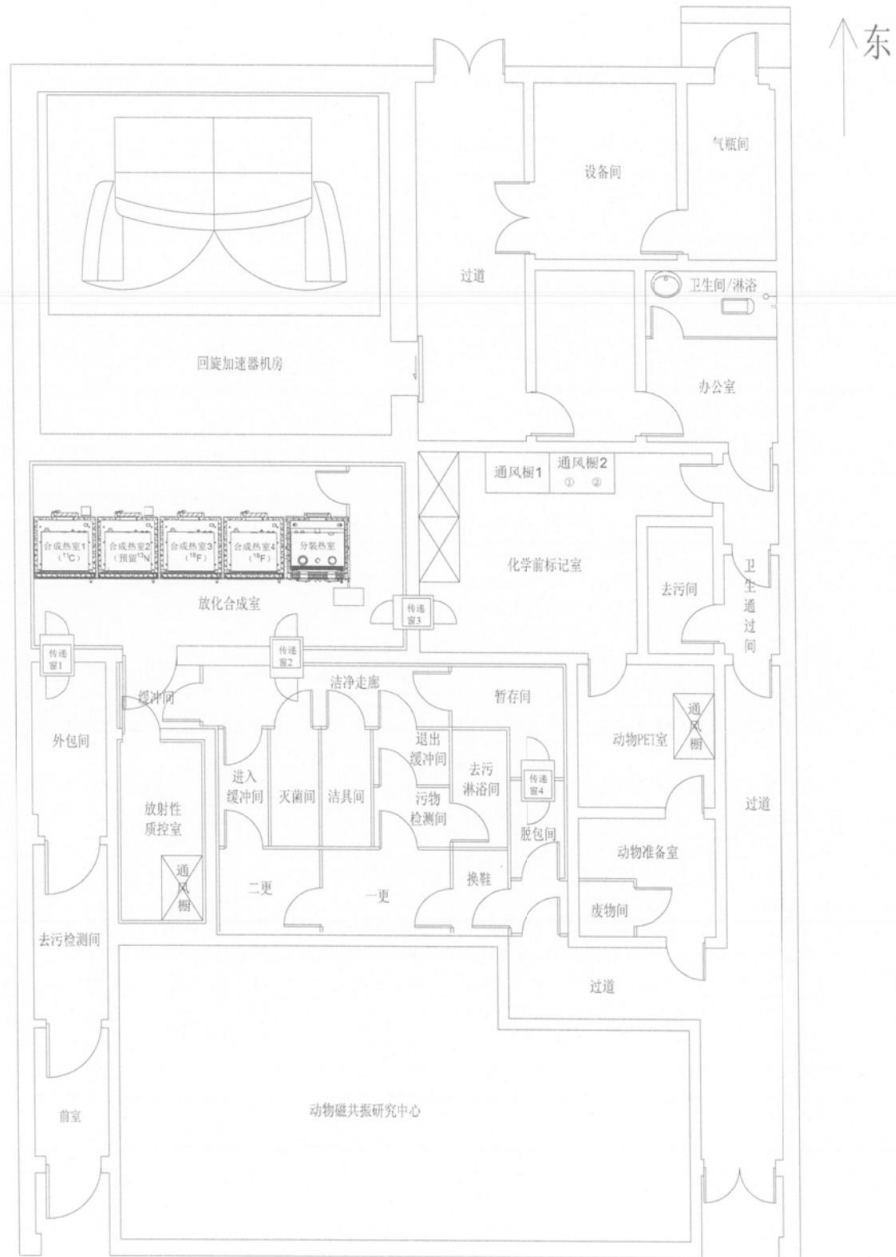 东
气瓶间
设备间
过道
卫生间/淋浴
回旋加速器机房
办公室
通风橱1
通风橱2
① ②
合成热室1
(¹¹C)
合成热室2
(预留¹³N
合成热室3
(¹⁸F)
合成热室4
(¹⁸F)
分装热室
化学前标记室
去污间
卫生通过间
放化合成室
传递
窗3
传递
窗1
传递
窗2
缓冲间
洁净走廊
暂存间
外包间
动物PET室
通风橱
退出
缓冲间
去污
淋浴间
传递
窗4
进入
缓冲间
灭菌间
洁具间
污物
检测间
脱包间
放射性
质控室
过道
动物准备室
通风橱
二更
一更
换鞋
废物间
去污检测间
过道
前室
动物磁共振研究中心